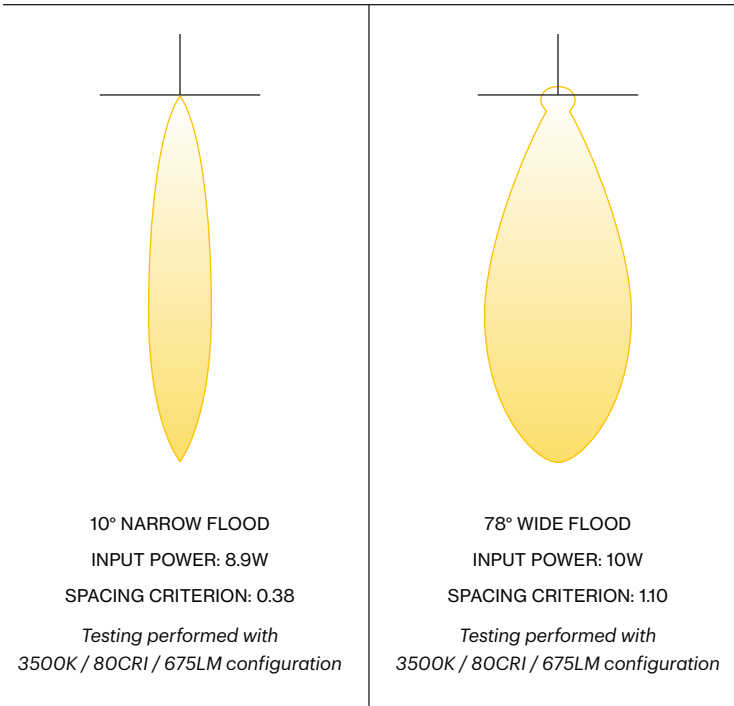 10° NARROW FLOOD
INPUT POWER: 8.9W
SPACING CRITERION: 0.38
Testing performed with
3500K / 80CRI / 675LM configuration
78° WIDE FLOOD
INPUT POWER: 10W
SPACING CRITERION: 1.10
Testing performed with
3500K / 80CRI / 675LM configuration